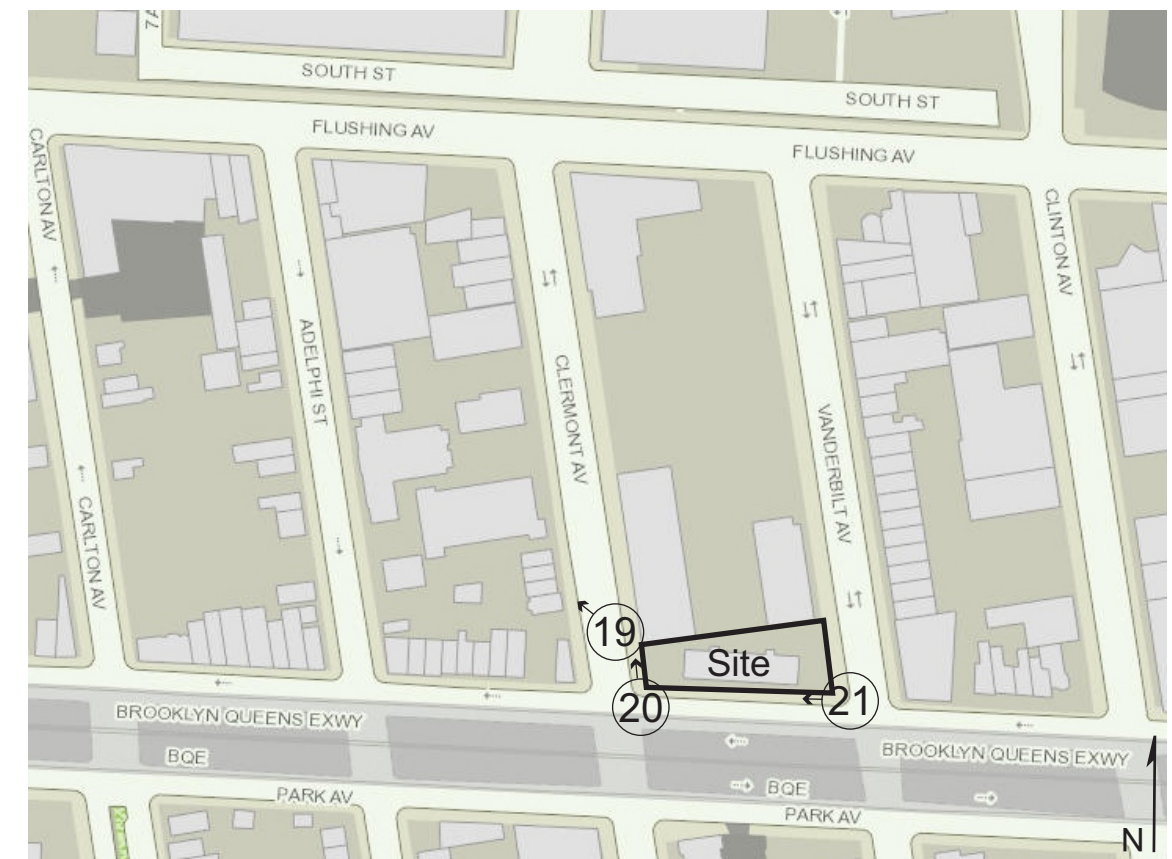 SOUTH ST
SOUTH ST
FLUSHING AV
FLUSHING AV
CARLTON AV
CLINTON AV
ADELPHI ST
CLERMONT AV
VANDERBILT AV
CARLTON AV
19
Site
20
21
BROOKLYN QUEENS EXWY
BROOKLYN QUEENS EXWY
BQE
BQE
PARK AV
PARK AV
N